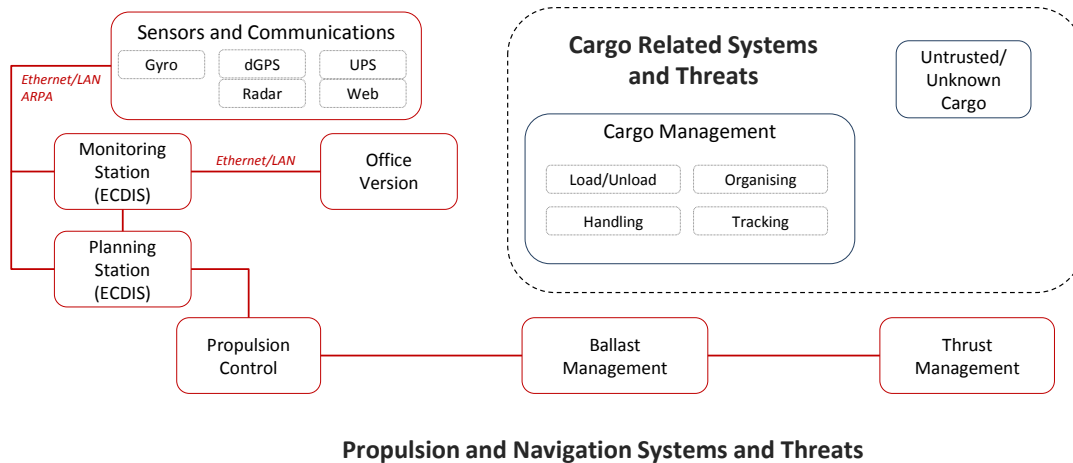 Sensors and Communications
Gyro
dGPS
UPS
Radar
Web
Ethernet/LAN
ARPA
Monitoring
Station
(ECDIS)
Ethernet/LAN
Office
Version
Planning
Station
(ECDIS)
Cargo Related Systems
and Threats
Untrusted/
Unknown
Cargo
Cargo Management
Load/Unload
Organising
Handling
Tracking
Propulsion
Control
Ballast
Management
Thrust
Management
Propulsion and Navigation Systems and Threats